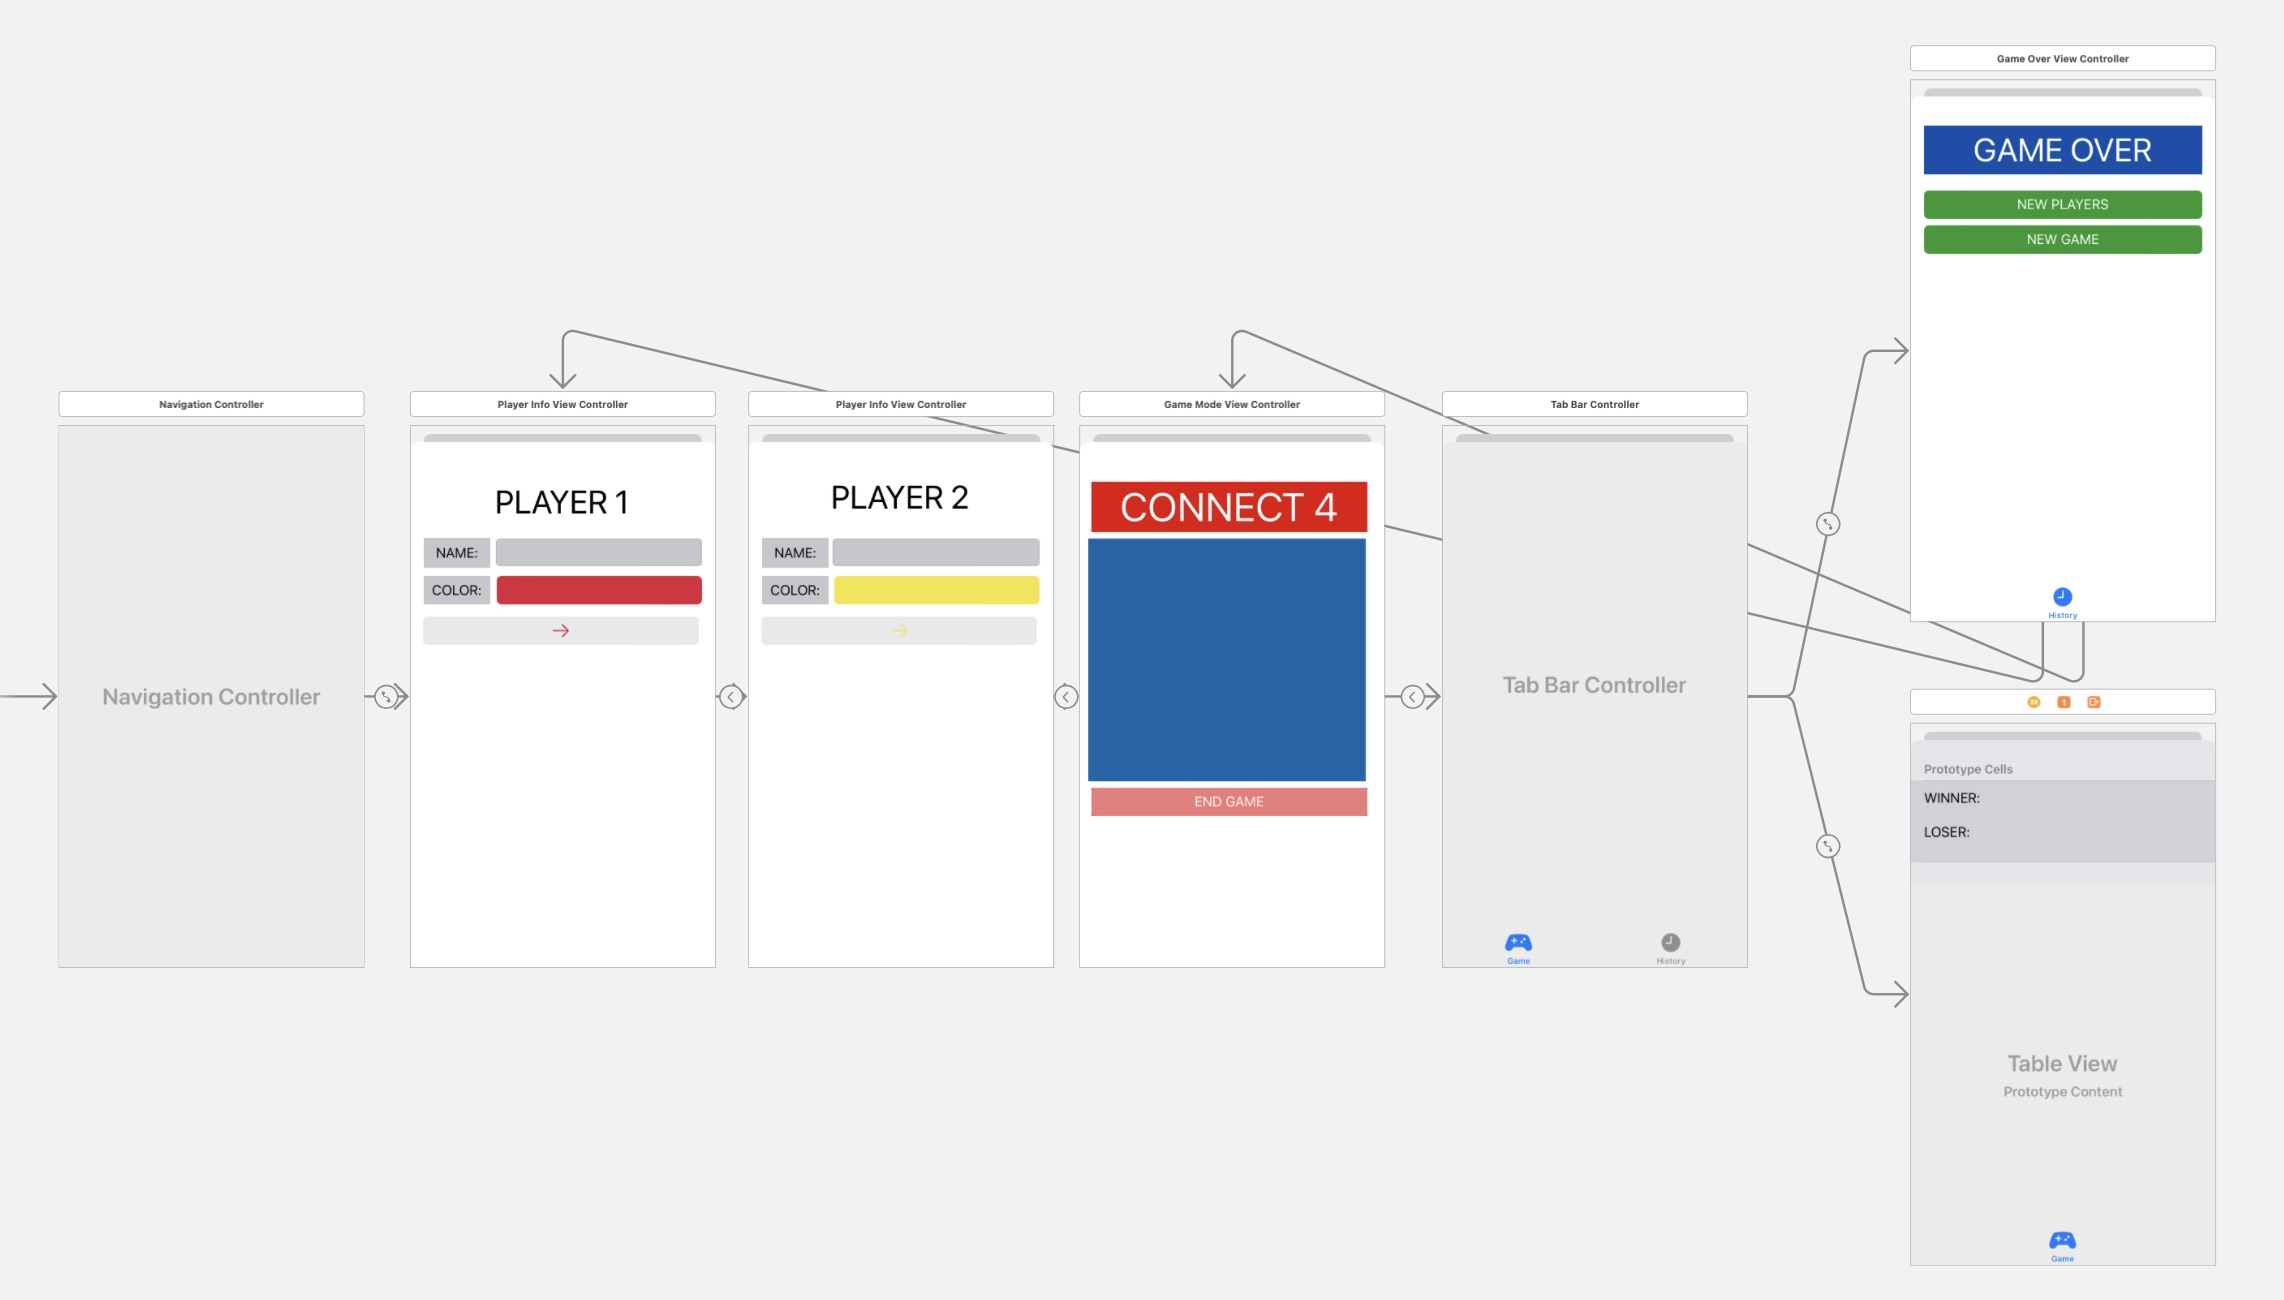 Game Over View Controller
GAME OVER
NEW PLAYERS
NEW GAME
History
Navigation Controller
Navigation Controller
Player Info View Controller
PLAYER 1
NAME:
COLOR:
Player Info View Controller
PLAYER 2
NAME:
COLOR:
Game Mode View Controller
CONNECT 4
END GAME
Tab Bar Controller
Tab Bar Controller
Game
History
1
Prototype Cells
WINNER:
LOSER:
Table View
Prototype Content
Game